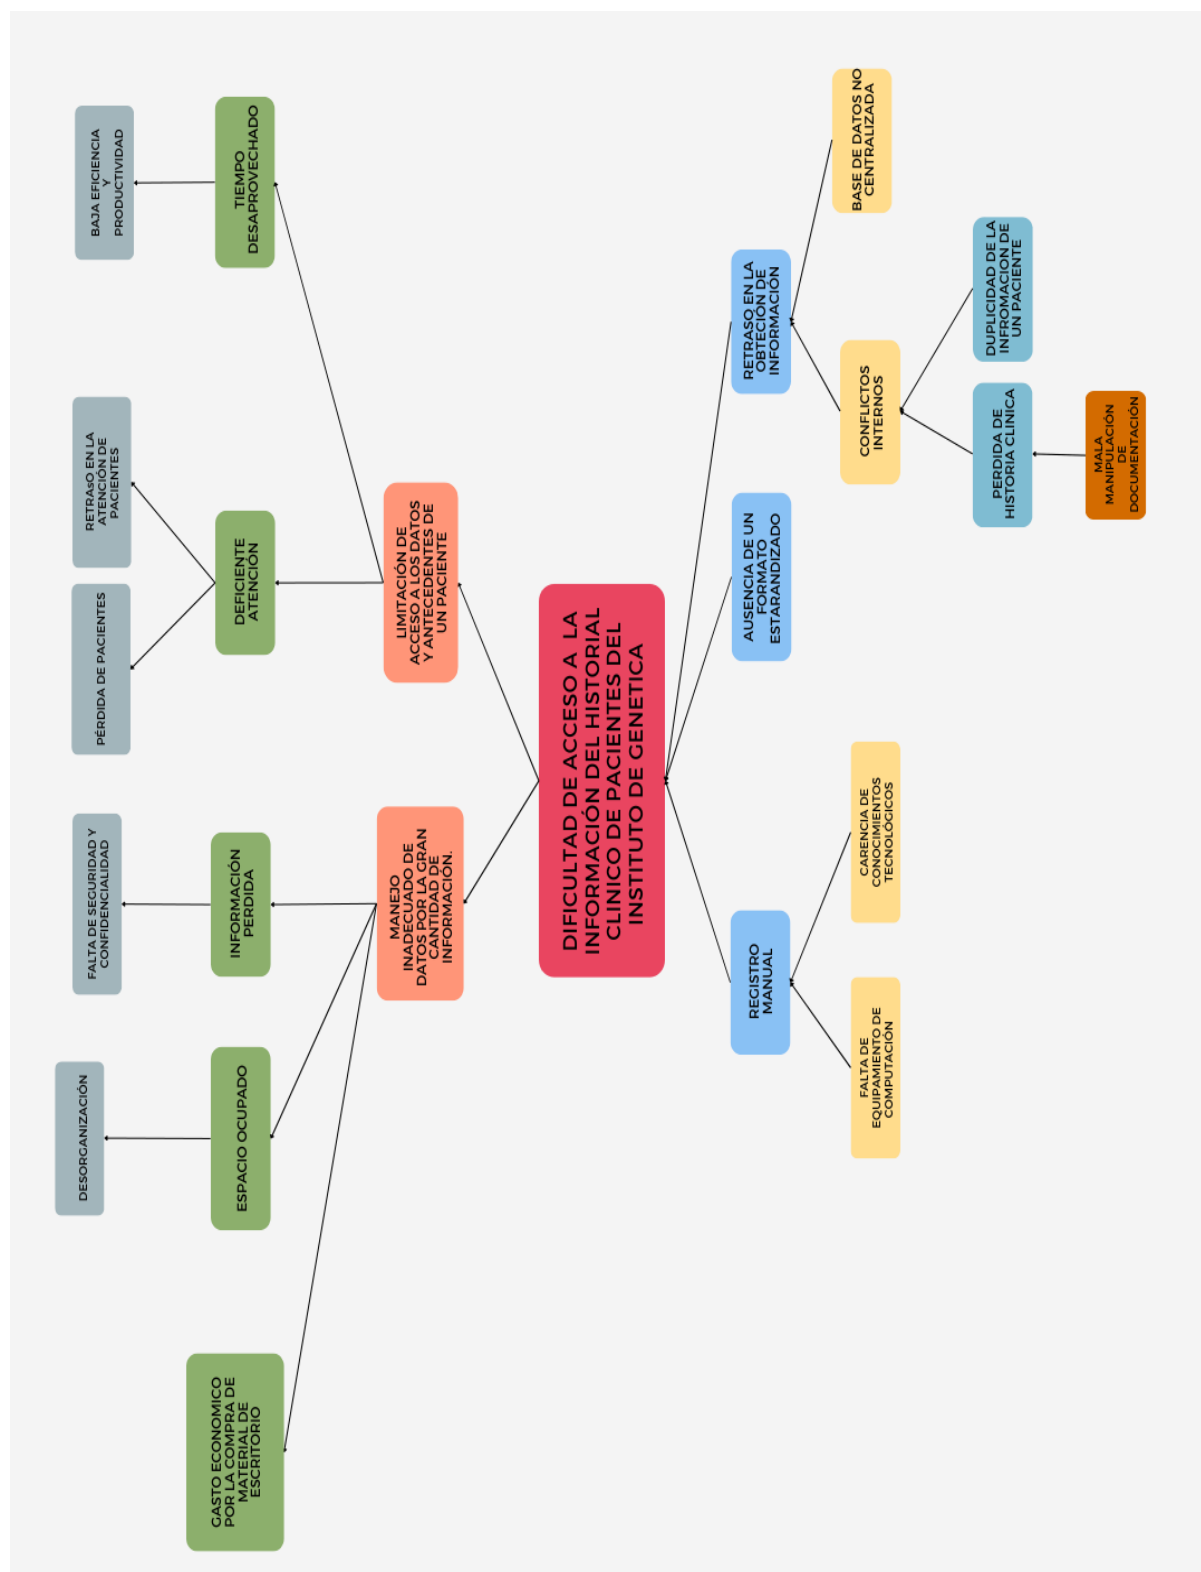 DESORGANIZACIÓN
FALTA DE SEGURIDAD Y
CONFIDENCIALIDAD
PÉRDIDA DE PACIENTES
RETRAsO EN LA
ATENCIÓN DE
PACIENTES
BAJA EFICIENCIA
Y
PRODUCTIVIDAD
GASTO ECONOMICO
POR LA COMPRA DE
MATERIAL DE
ESCRITORIO
ESPACIO OCUPADO
INFORMACIÓN
PERDIDA
DEFICIENTE
ATENCIÓN
TIEMPO
DESAPROVECHADO
MANEJO
INADECUADO DE
DATOS POR LA GRAN
CANTIDAD DE
INFORMACIÓN.
LIMITACIÓN DE
ACCESO A LOS DATOS
Y ANTECEDENTES DE
UN PACIENTE
DIFICULTAD DE ACCESO A LA
INFORMACIÓN DEL HISTORIAL
CLINICO DE PACIENTES DEL
INSTITUTO DE GENETICA
REGISTRO
MANUAL
AUSENCIA DE UN
FORMATO
ESTARANDIZADO
RETRASO EN LA
OBTECIÓN DE
INFORMACIÓN
FALTA DE
EQUIPAMIENTO DE
COMPUTACIÓN
CARENCIA DE
CONOCIMIENTOS
TECNOLÓGICOS
CONFLICTOS
INTERNOS
BASE DE DATOS NO
CENTRALIZADA
PERDIDA DE
HISTORIA CLINICA
DUPLICIDAD DE LA
INFROMACION DE
UN PACIENTE
MALA
MANIPULACIÓN
DE
DOCUMENTACIÓN